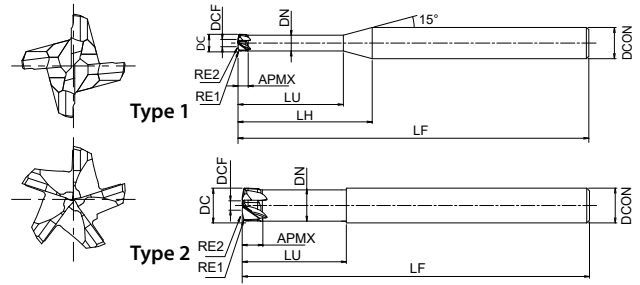 DC
DCF
DN
15°
DCON
RE2
RE1
APMX
LU
LH
LF
Type 1
DC
DCF
DN
DCON
RE2
RE1
APMX
LU
LF
Type 2